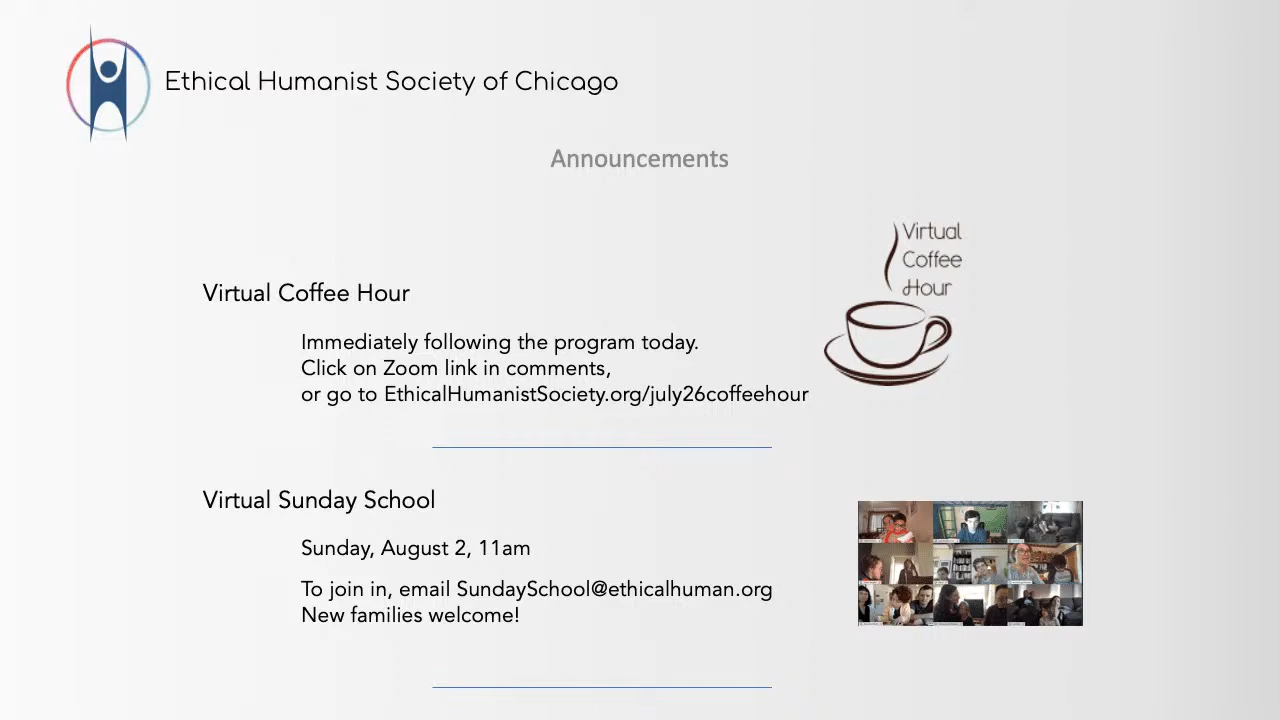 Ethical Humanist Society of Chicago
Announcements
Virtual
Coffee
Hour
Virtual Coffee Hour
Immediately following the program today.
Click on Zoom link in comments,
or go to EthicalHumanistSociety.org/july26coffeehour
Virtual Sunday School
Sunday, August 2, 11am
To join in, email SundaySchool@ethicalhuman.org
New families welcome!